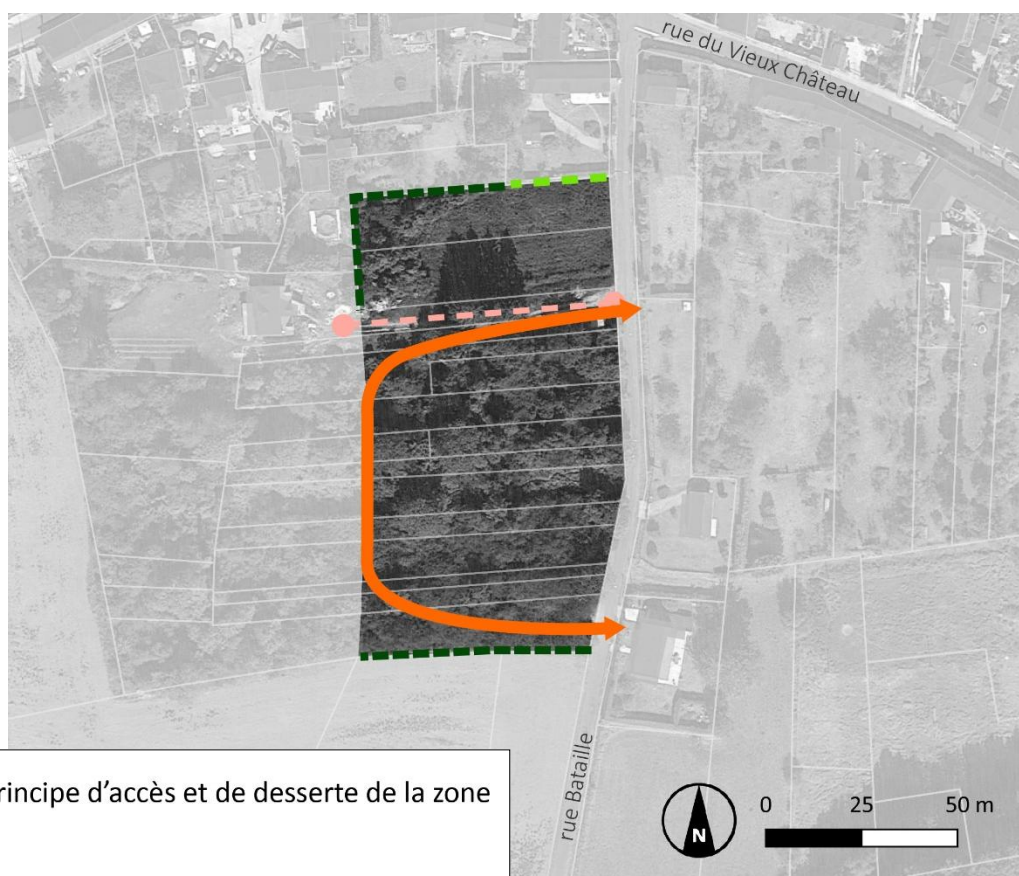 rue du Vieux Château
rue Bataille
rincipe d'accès et de desserte de la zone
N
0 25 50 m